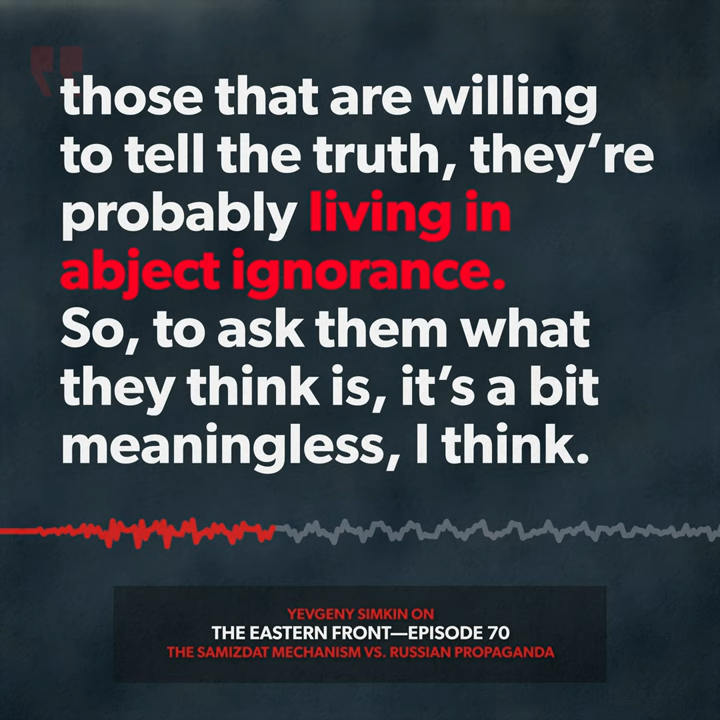 "
those that are willing
to tell the truth, they're
probably living in
abject ignorance.
So, to ask them what
they think is, it's a bit
meaningless, I think.
YEVGENY SIMKIN ON
THE EASTERN FRONT—EPISODE 70
THE SAMIZDAT MECHANISM VS. RUSSIAN PROPAGANDA